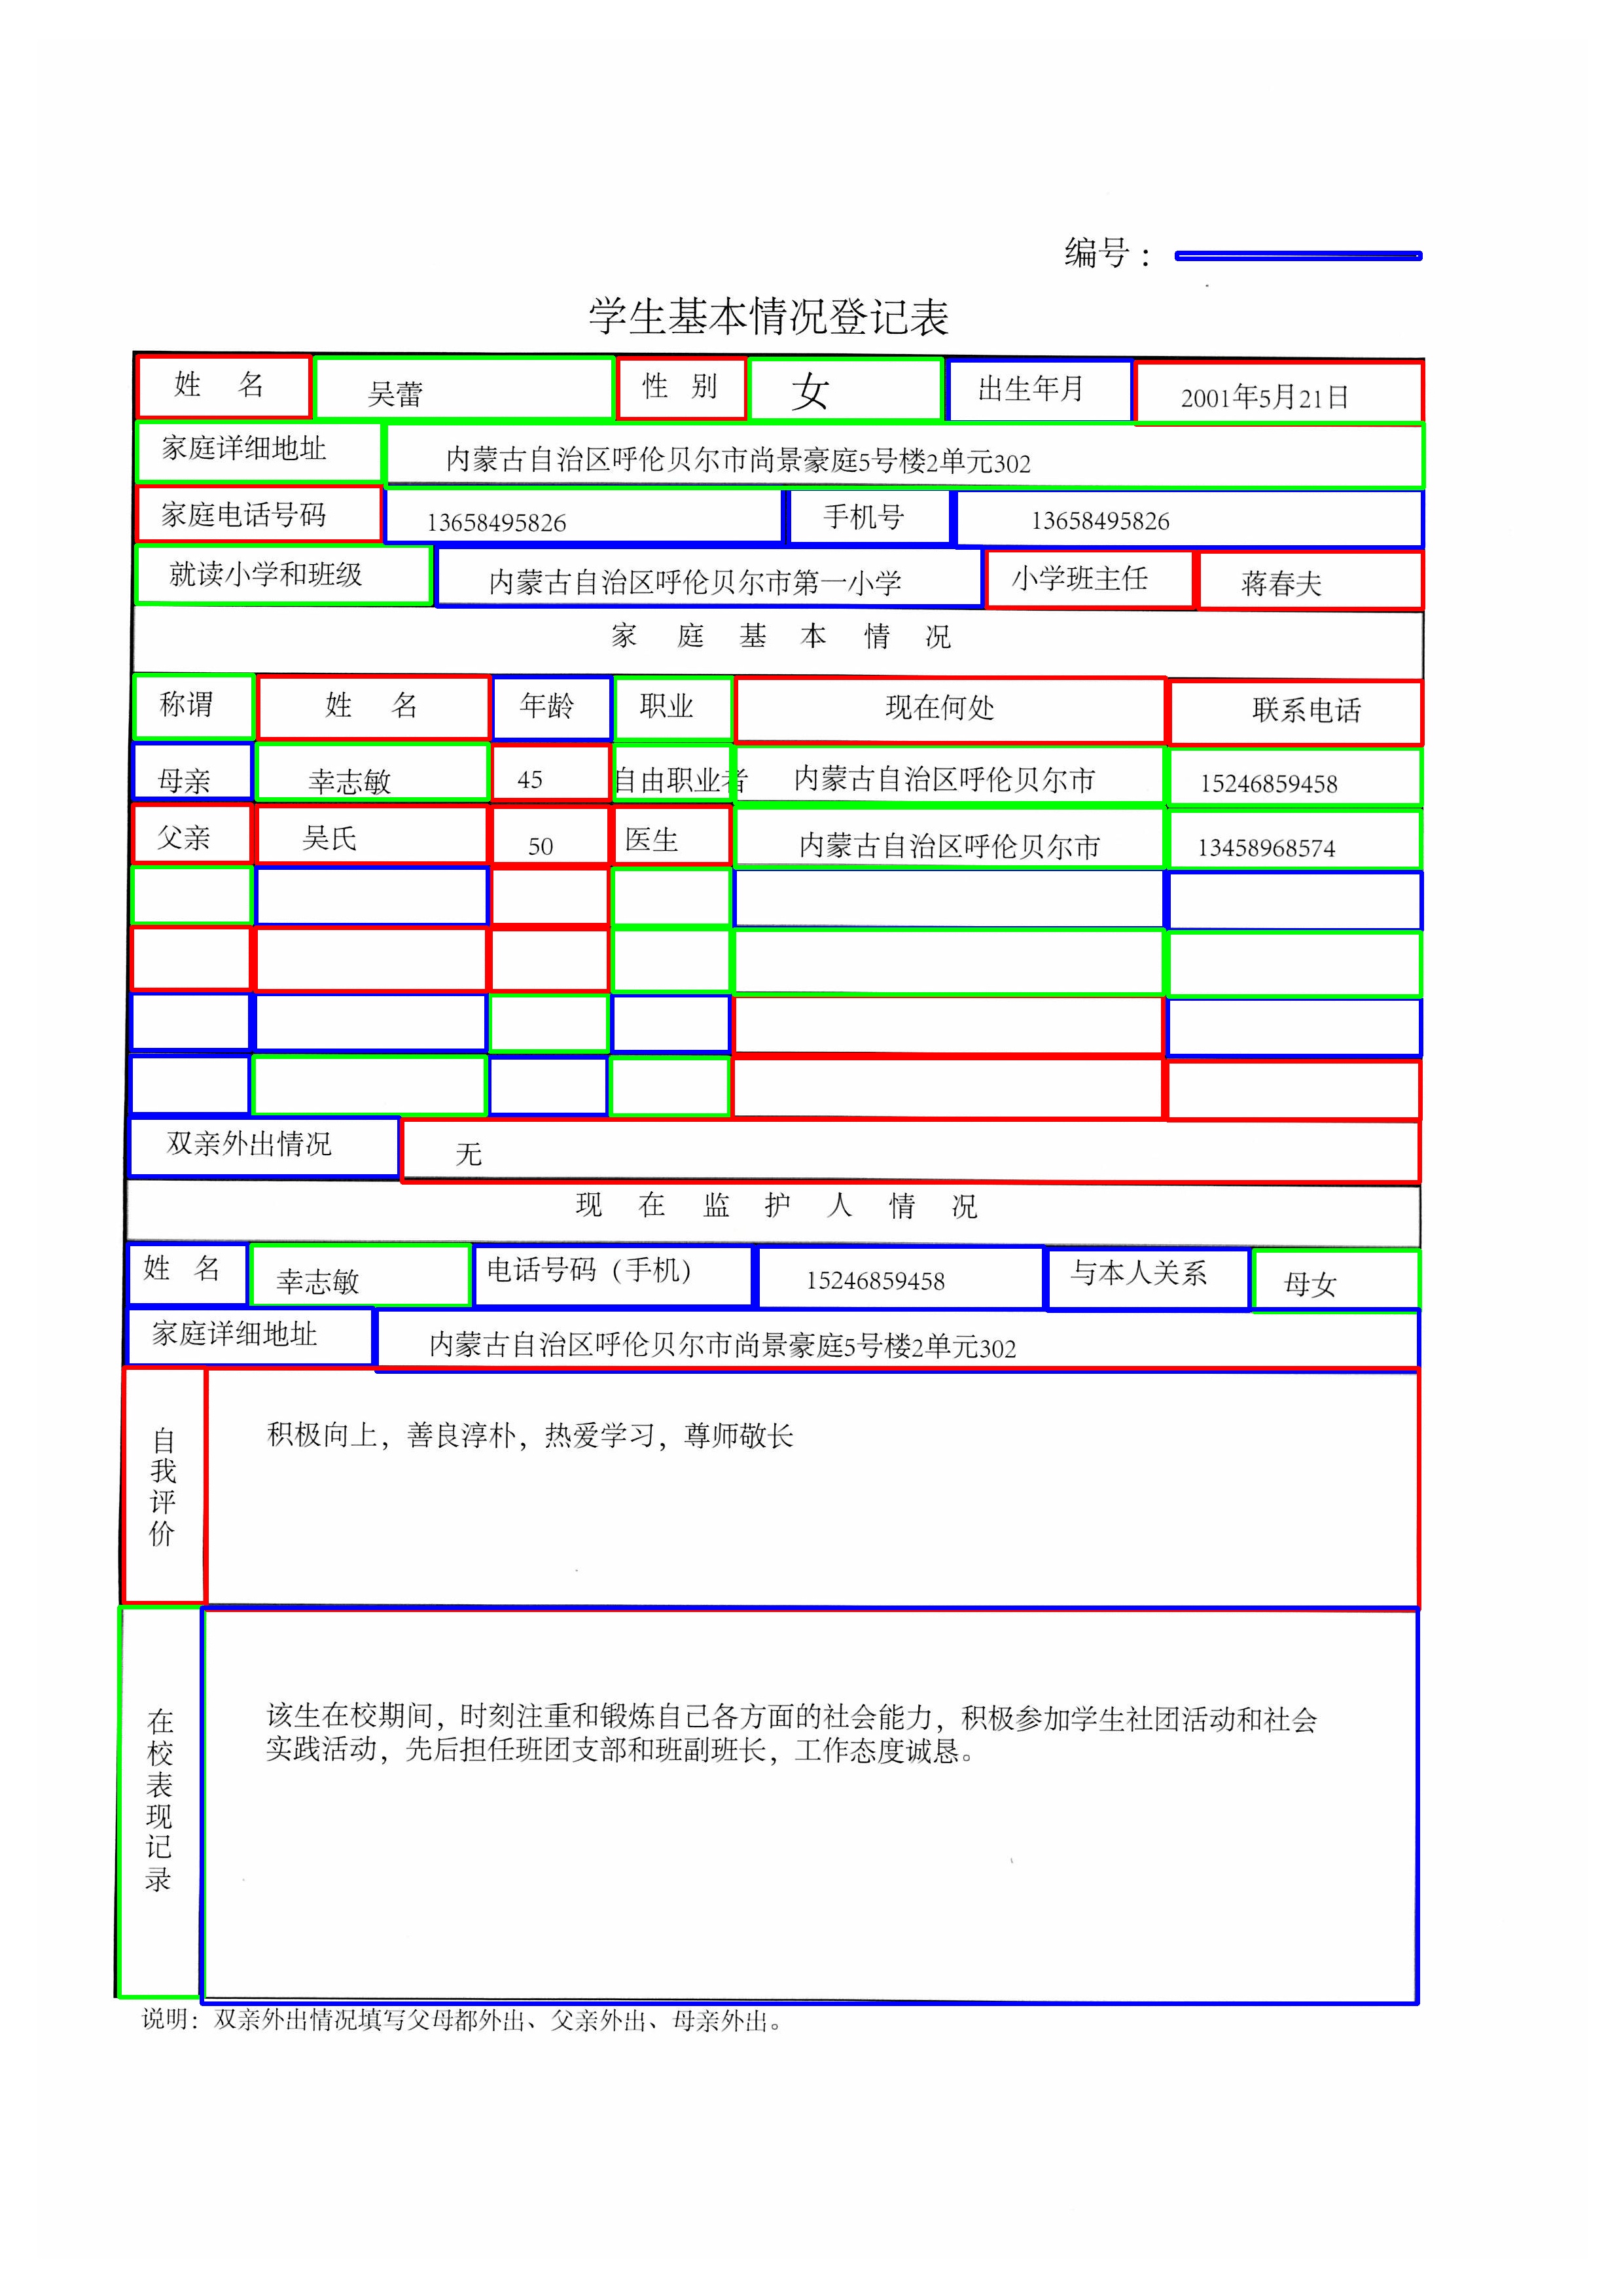 编号：
学生基本情况登记表
姓 名 吴蕾 性 别 女 出生年月 2001年5月21日
家庭详细地址 内蒙古自治区呼伦贝尔市尚景豪庭5号楼2单元302
家庭电话号码 13658495826 手机号 13658495826
就读小学和班级 内蒙古自治区呼伦贝尔市第一小学 小学班主任 蒋春夫
家 庭 基 本 情 况
称谓 姓 名 年龄 职业 现在何处 联系电话
母亲 幸志敏 45 自由职业者 内蒙古自治区呼伦贝尔市 15246859458
父亲 吴氏 50 医生 内蒙古自治区呼伦贝尔市 13458968574
双亲外出情况 无
现 在 监 护 人 情 况
姓 名 幸志敏 电话号码（手机） 15246859458 与本人关系 母女
家庭详细地址 内蒙古自治区呼伦贝尔市尚景豪庭5号楼2单元302
自我评价 积极向上，善良淳朴，热爱学习，尊师敬长
在校表现记录 该生在校期间，时刻注重和锻炼自己各方面的社会能力，积极参加学生社团活动和社会
实践活动，先后担任班团支部和班副班长，工作态度诚恳。
说明：双亲外出情况填写父母都外出、父亲外出、母亲外出。